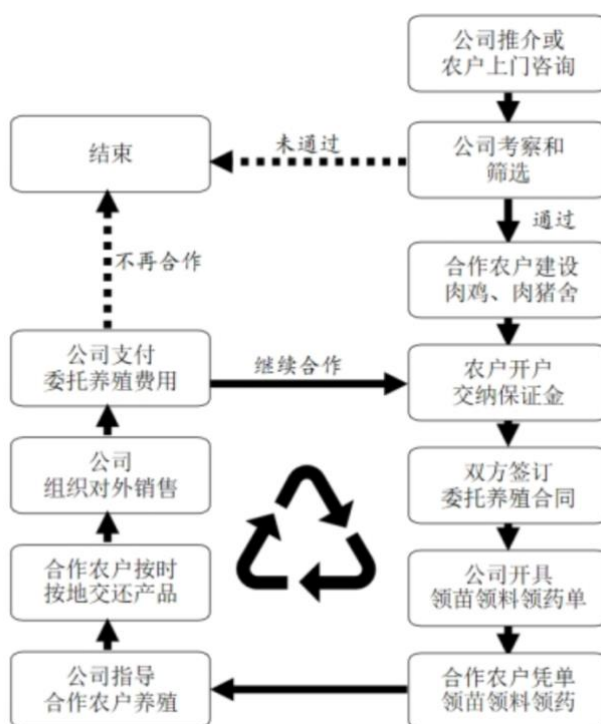 公司推介或
农户上门咨询
公司考察和
筛选
未通过
结束
通过
合作农户建设
肉鸡、肉猪舍
农户开户
交纳保证金
双方签订
委托养殖合同
公司开具
领苗领料领药单
合作农户凭单
领苗领料领药
公司指导
合作农户养殖
合作农户按时
按地交还产品
公司
组织对外销售
公司支付
委托养殖费用
继续合作
不再合作